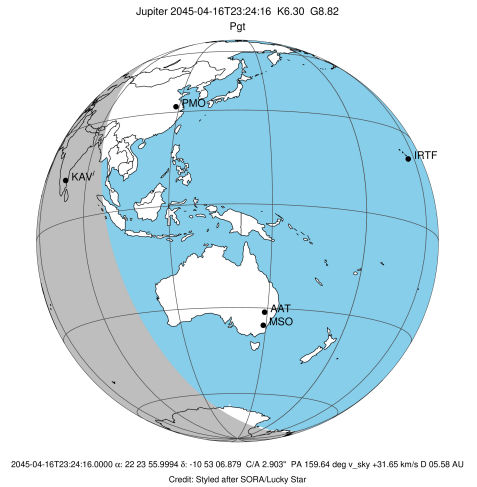 Jupiter 2045-04-16T23:24:16 K6.30 G8.82
Pgt
PMO
IRTF
KAV
AAT
MSO
2045-04-16T23:24:16.0000 α: 22 23 55.9994 δ: -10 53 06.879 C/A 2.903" PA 159.64 deg v_sky +31.65 km/s D 05.58 AU
Credit: Styled after SORA/Lucky Star